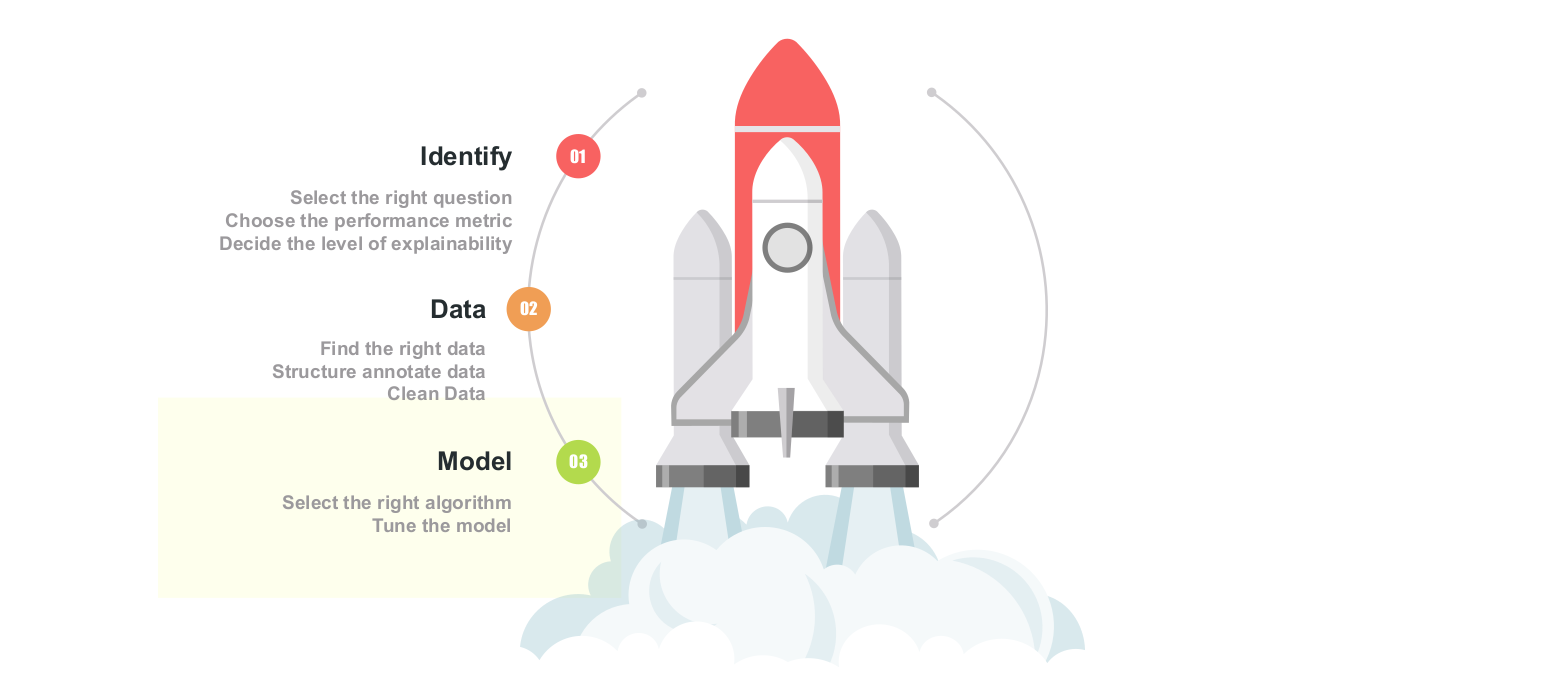 Identify
01
Select the right question
Choose the performance metric
Decide the level of explainability
Data
02
Find the right data
Structure annotate data
Clean Data
Model
03
Select the right algorithm
Tune the model